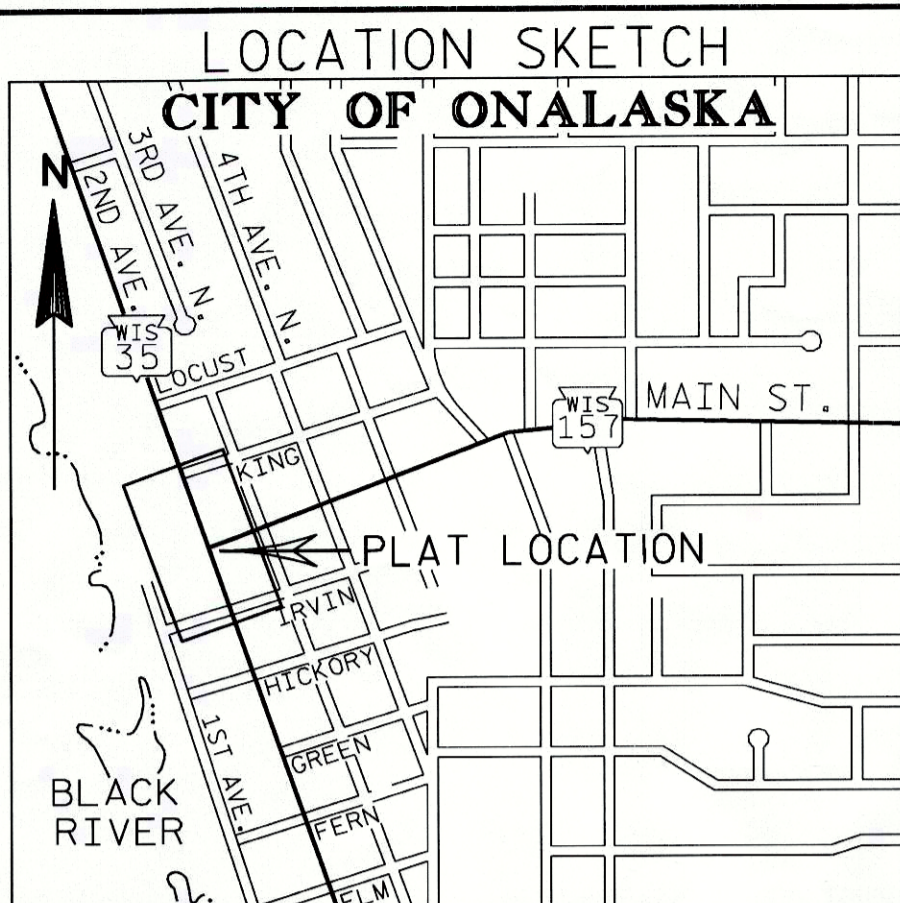 LOCATION SKETCH
CITY OF ONALASKA
N
2ND AVE.
3RD AVE. N.
4TH AVE. N.
WIS
35
LOCUST
WIS
157
MAIN ST.
KING
PLAT LOCATION
IRVIN
HICKORY
1ST AVE.
GREEN
BLACK
RIVER
FERN
ELM